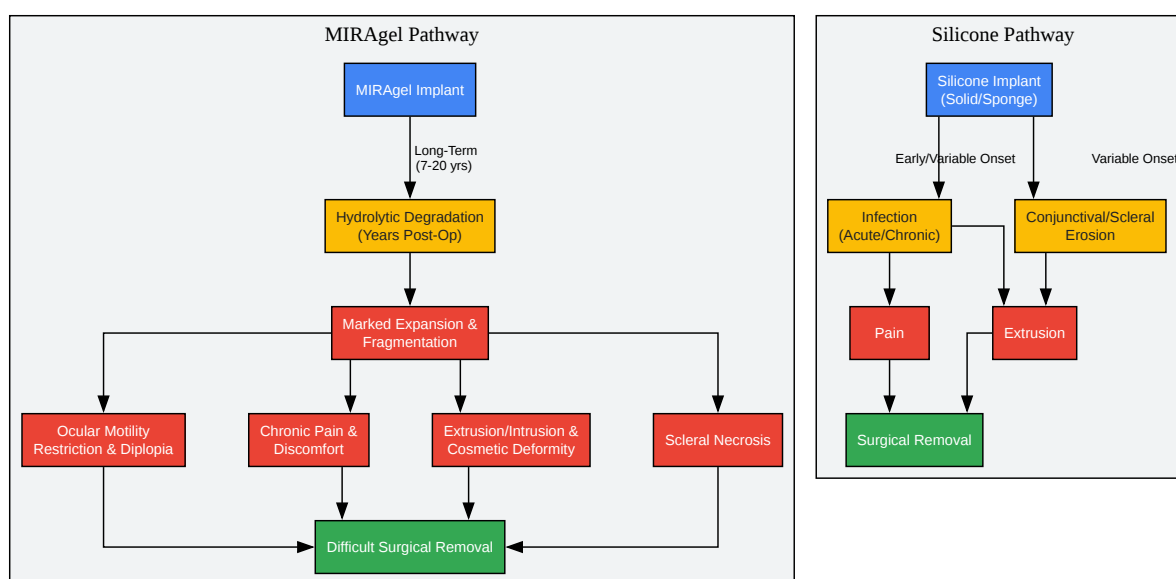 MIRAgel Pathway
MIRAgel Implant
Long-Term
(7-20 yrs)
Hydrolytic Degradation
(Years Post-Op)
Marked Expansion &
Fragmentation
Ocular Motility
Restriction & Diplopia
Chronic Pain &
Discomfort
Extrusion/Intrusion &
Cosmetic Deformity
Scleral Necrosis
Difficult Surgical Removal
Silicone Pathway
Silicone Implant
(Solid/Sponge)
Early/Variable Onset
Variable Onset
Infection
(Acute/Chronic)
Conjunctival/Scleral
Erosion
Pain
Extrusion
Surgical Removal